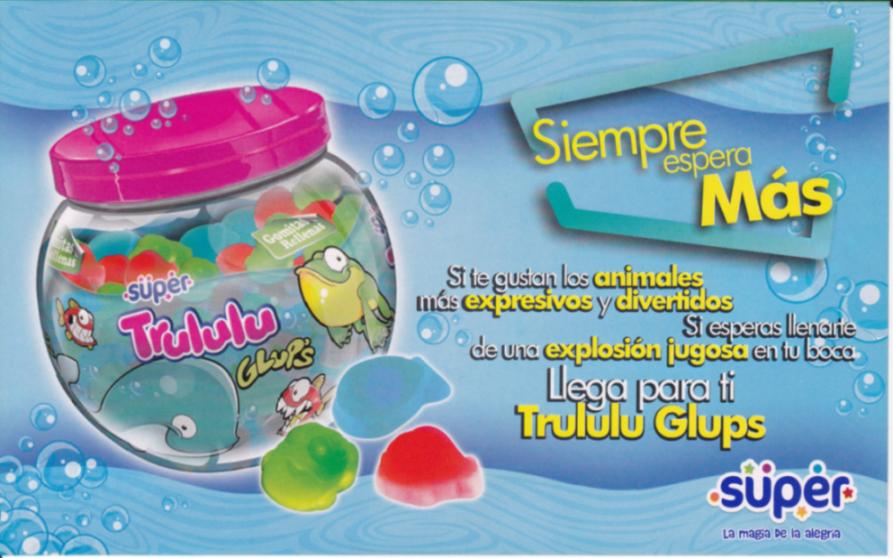 Siempre
espera
Más
Gomitas
Rellenas
súper
Trululu
GLUPS
Si te gustan los animales
más expresivos y divertidos
Si esperas llenarte
de una explosión jugosa en tu boca
Llega para ti
Trululu Glups
súper
La magia de la alegría